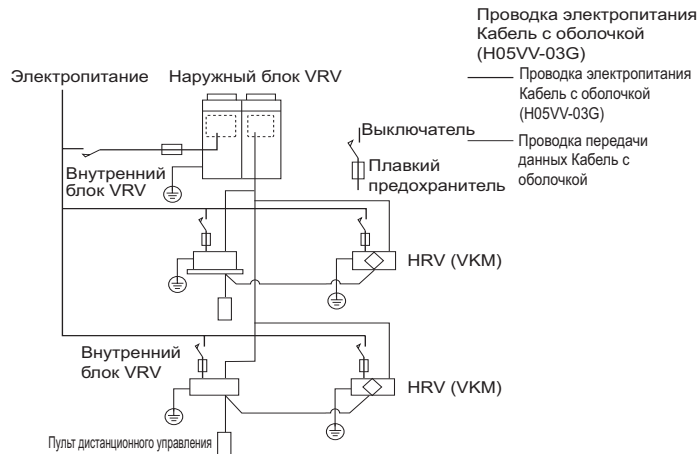 Проводка электропитания
Кабель с оболочкой
(H05VV-03G)
Электропитание
Наружный блок VRV
Проводка электропитания
Кабель с оболочкой
(H05VV-03G)
Выключатель
Проводка передачи
данных Кабель с
оболочкой
Плавкий
предохранитель
Внутренний
блок VRV
HRV (VKM)
Внутренний
блок VRV
HRV (VKM)
Пульт дистанционного управления